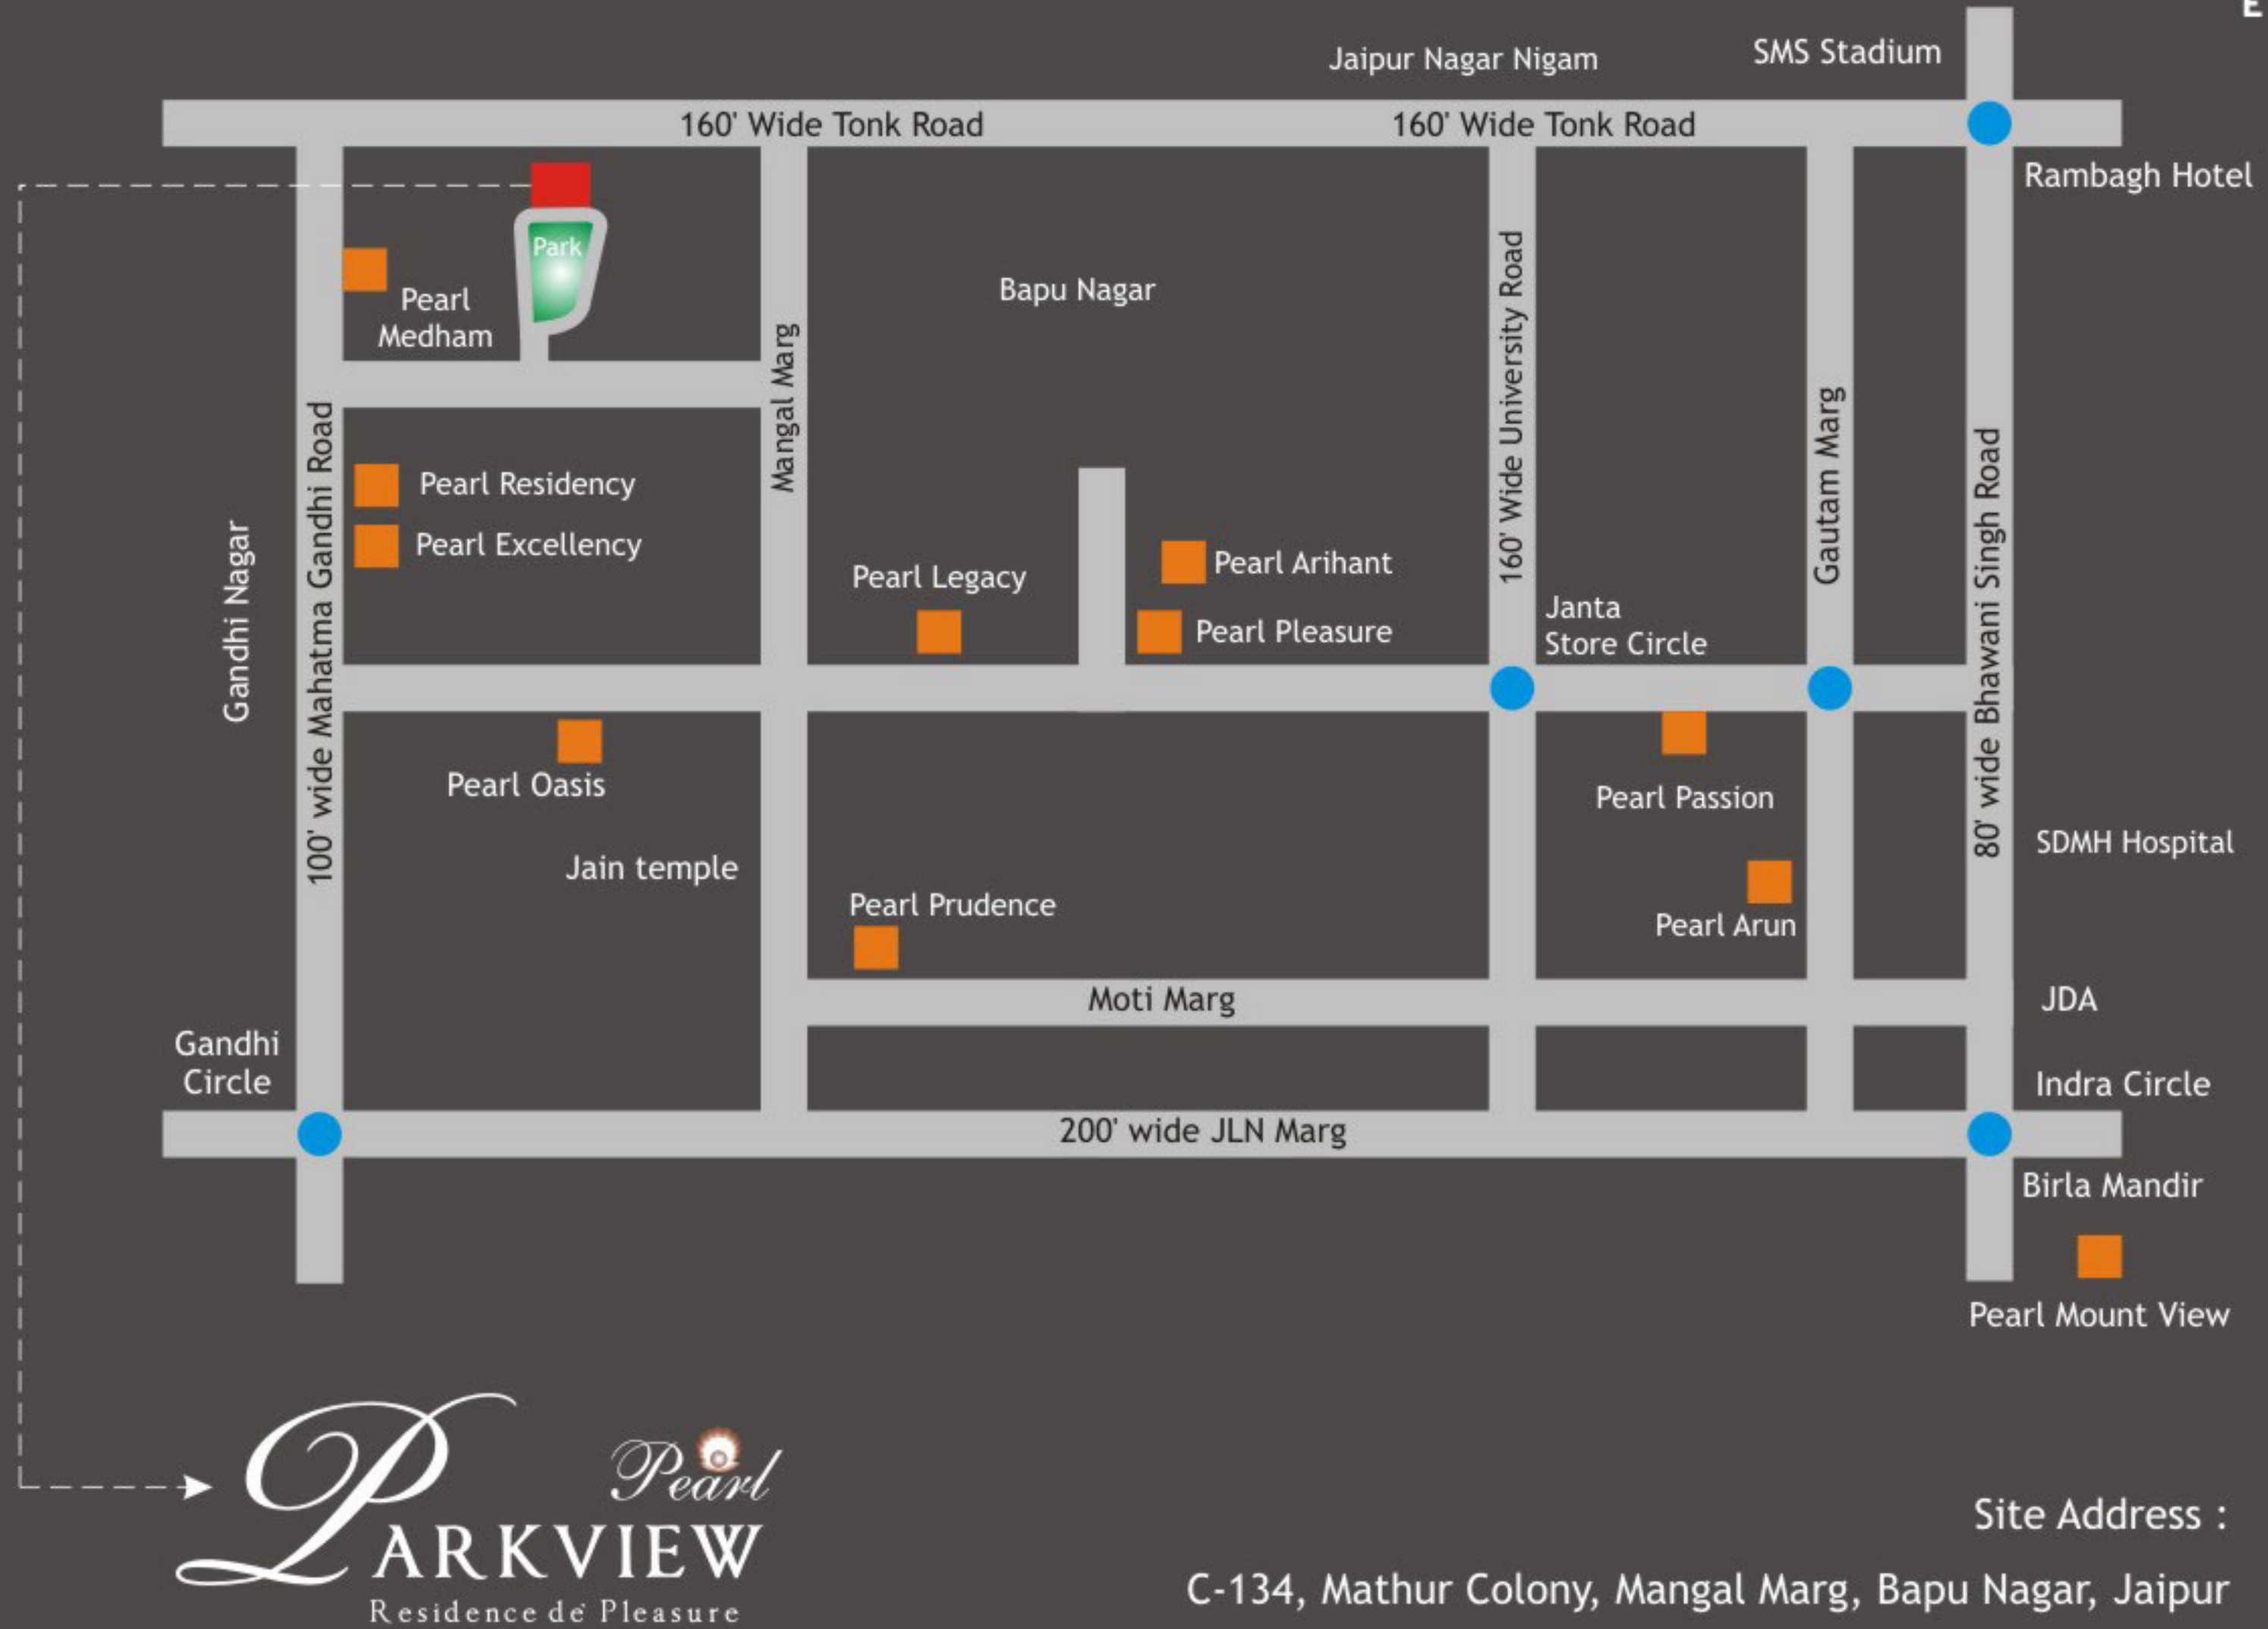 E
Jaipur Nagar Nigam
SMS Stadium
160' Wide Tonk Road
160' Wide Tonk Road
Rambagh Hotel
Park
Pearl
Medham
Mangal Marg
Bapu Nagar
160' Wide University Road
Gautam Marg
80' wide Bhawani Singh Road
Gandhi Nagar
100' wide Mahatma Gandhi Road
Pearl Residency
Pearl Excellency
Pearl Legacy
Pearl Arihant
Pearl Pleasure
Janta
Store Circle
Pearl Oasis
Pearl Passion
Jain temple
SDMH Hospital
Pearl Prudence
Pearl Arun
Moti Marg
JDA
Gandhi
Circle
Indra Circle
200' wide JLN Marg
Birla Mandir
Pearl Mount View
Pearl
PARKVIEW
Residence de' Pleasure
Site Address :
C-134, Mathur Colony, Mangal Marg, Bapu Nagar, Jaipur